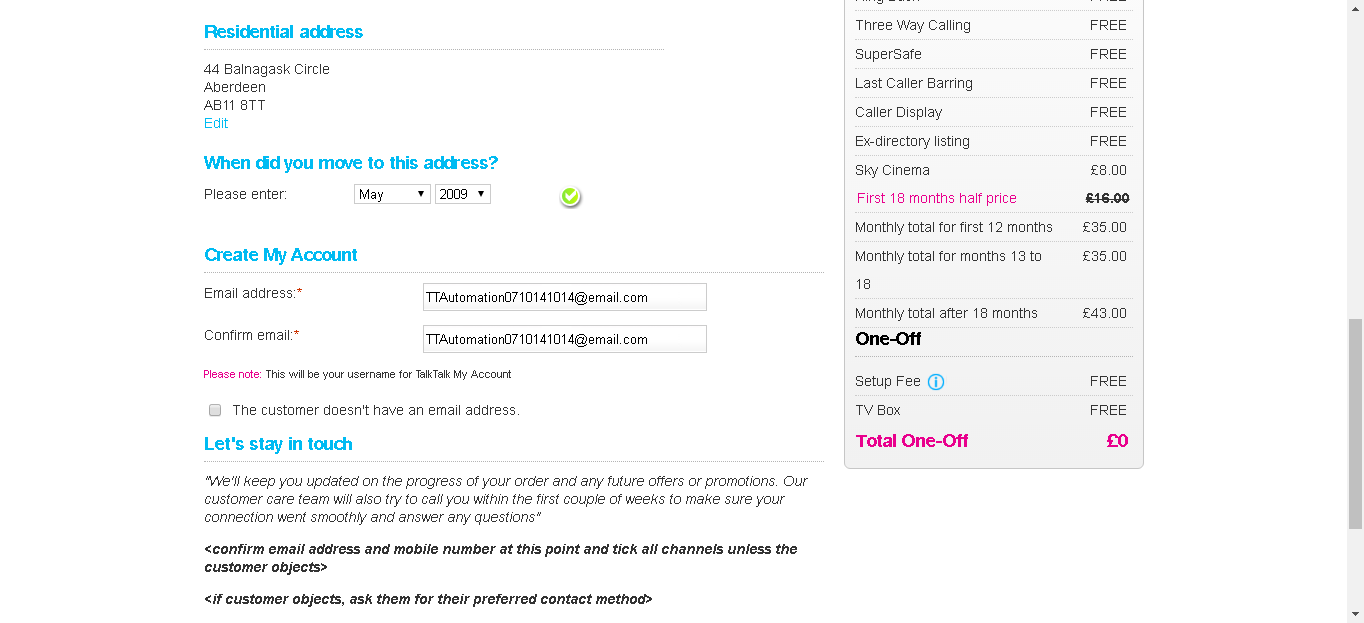 Residential address
44 Balnagask Circle
Aberdeen
AB11 8TT
Edit
When did you move to this address?
Please enter: May 2009
Create My Account
Email address:* TTAutomation0710141014@email.com
Confirm email:* TTAutomation0710141014@email.com
Please note: This will be your username for TalkTalk My Account
The customer doesn't have an email address.
Let's stay in touch
"We'll keep you updated on the progress of your order and any future offers or promotions. Our
customer care team will also try to call you within the first couple of weeks to make sure your
connection went smoothly and answer any questions"
<confirm email address and mobile number at this point and tick all channels unless the
customer objects>
<if customer objects, ask them for their preferred contact method>
Three Way Calling FREE
SuperSafe FREE
Last Caller Barring FREE
Caller Display FREE
Ex-directory listing FREE
Sky Cinema £8.00
First 18 months half price £16.00
Monthly total for first 12 months £35.00
Monthly total for months 13 to £35.00
18
Monthly total after 18 months £43.00
One-Off
Setup Fee i FREE
TV Box FREE
Total One-Off £0